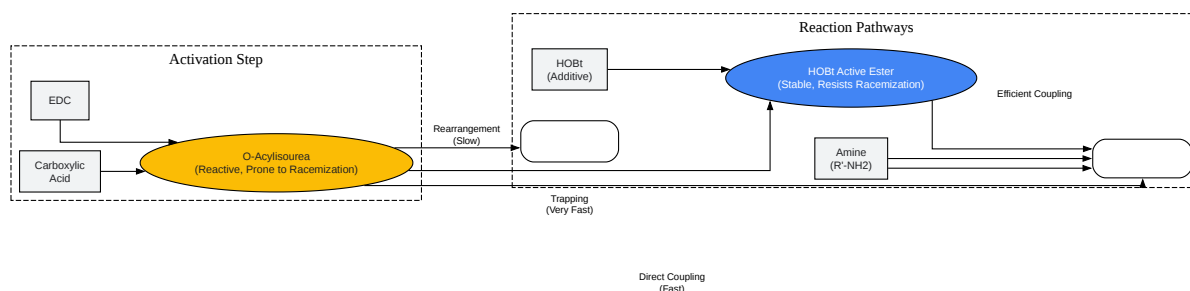 Reaction Pathways
Activation Step
HOBt
(Additive)
HOBt Active Ester
(Stable, Resists Racemization)
EDC
Efficient Coupling
Rearrangement
(Slow)
Carboxylic
Acid
O-Acylisourea
(Reactive, Prone to Racemization)
Amine
(R'-NH2)
Trapping
(Very Fast)
Direct Coupling
(Fast)